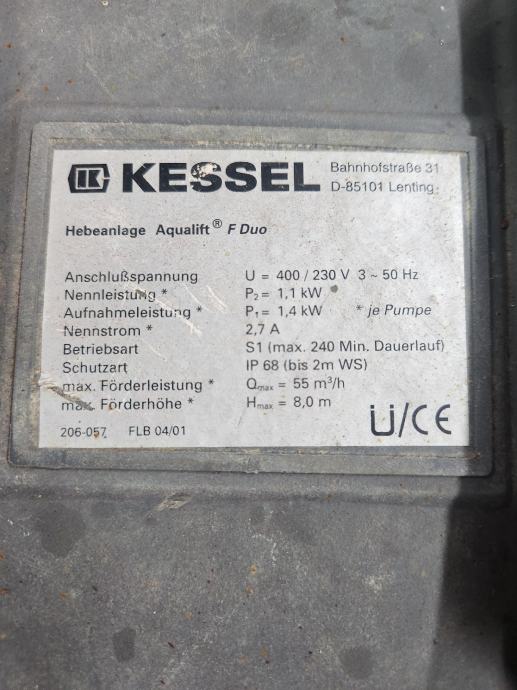 KESSEL
Bahnhofstraße 31
D-85101 Lenting
Hebeanlage Aqualift® F Duo
Anschlußspannung U = 400 / 230 V 3 ~ 50 Hz
Nennleistung * P₂ = 1,1 kW
Aufnahmeleistung * P₁ = 1,4 kW * je Pumpe
Nennstrom * 2,7 A
Betriebsart S1 (max. 240 Min. Dauerlauf)
Schutzart IP 68 (bis 2m WS)
max. Förderleistung * Qmax = 55 m³/h
max. Förderhöhe * Hmax = 8,0 m
206-057 FLB 04/01
Ü/CE